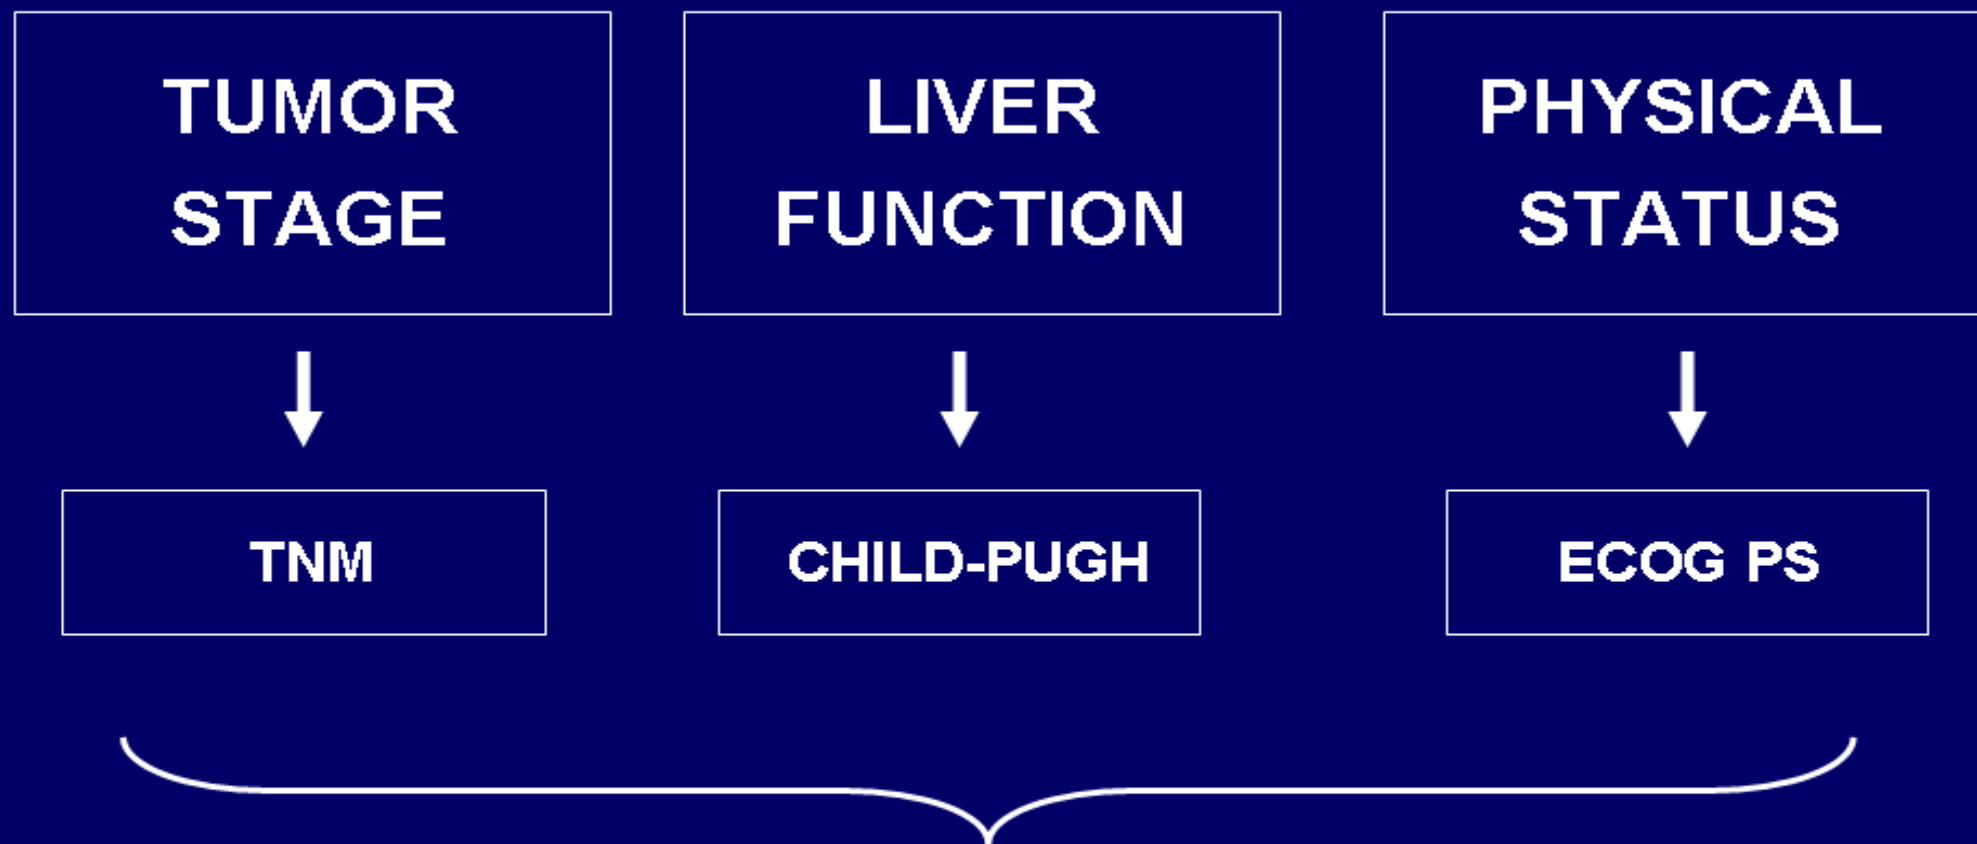 TUMOR
STAGE
LIVER
FUNCTION
PHYSICAL
STATUS
TNM
CHILD-PUGH
ECOG PS